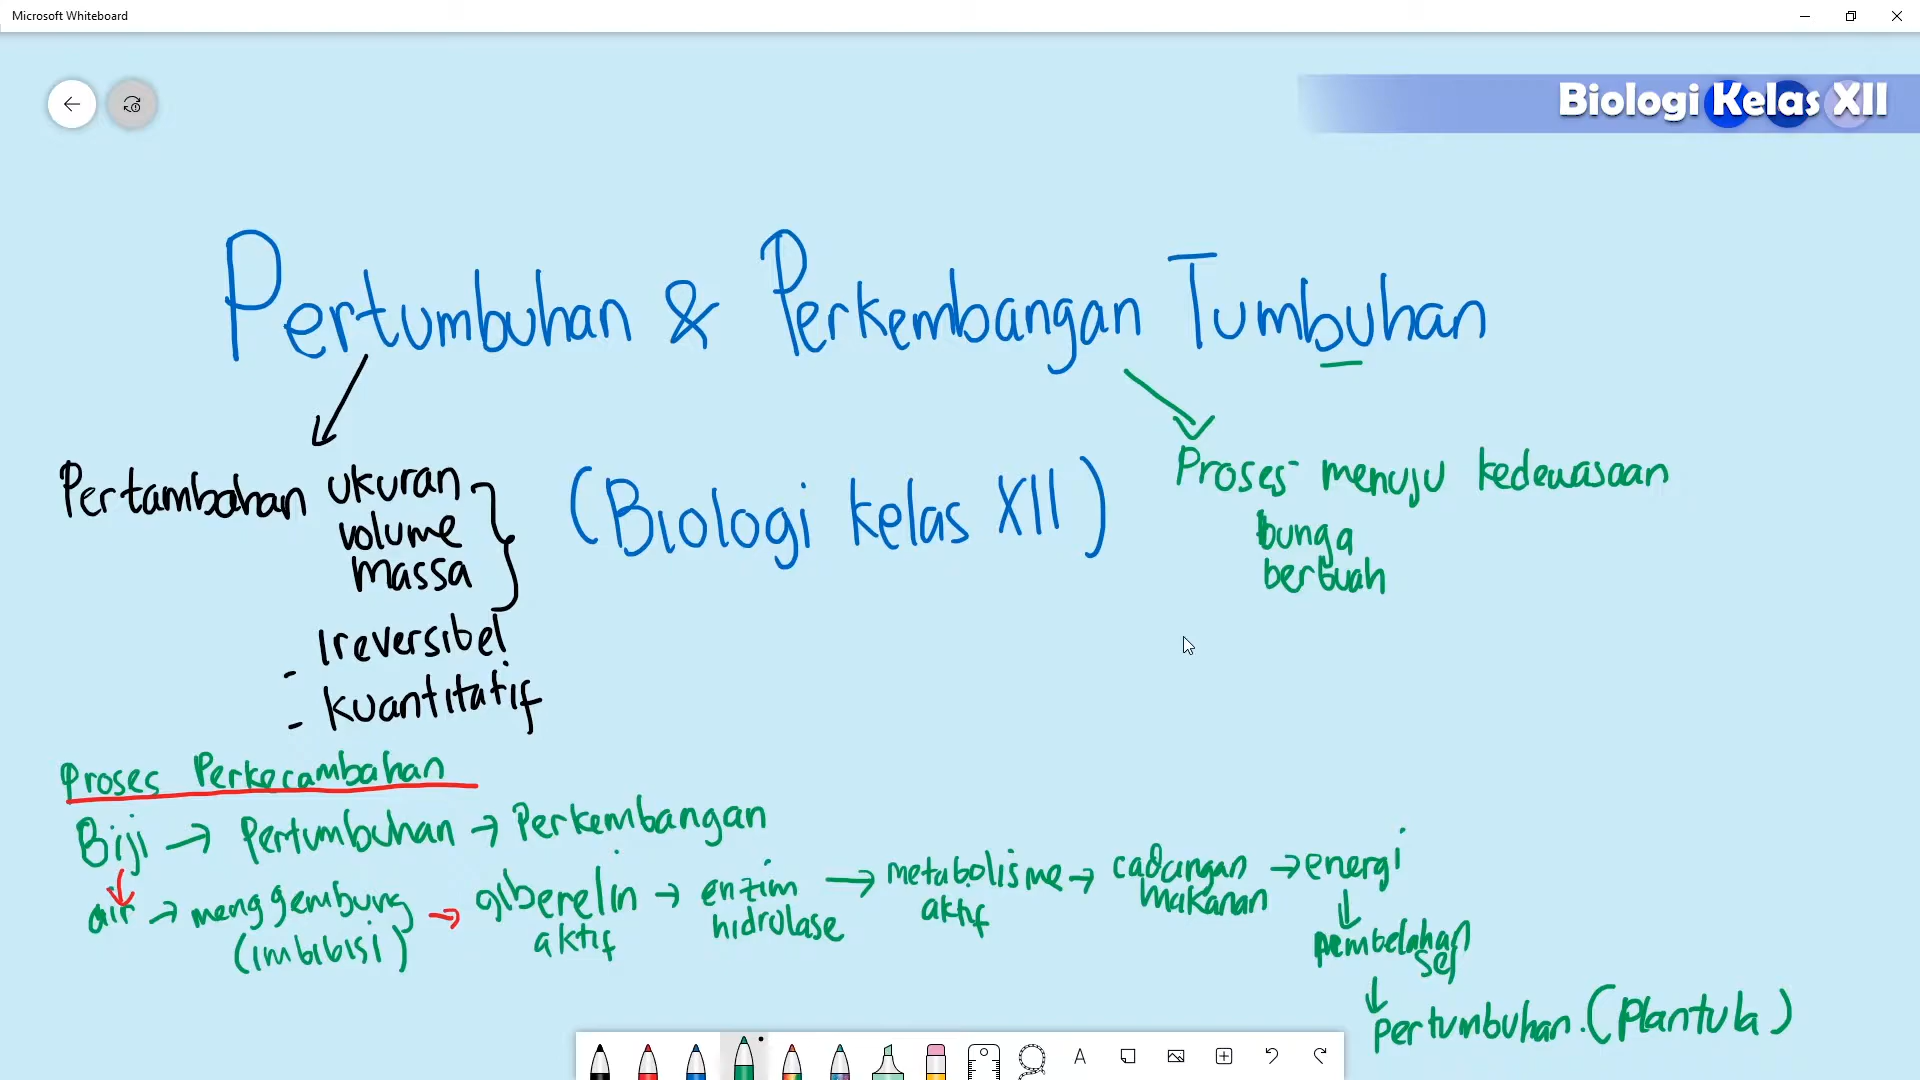 Microsoft Whiteboard
Biologi Kelas XII
Pertumbuhan & Perkembangan Tumbuhan
Pertambahan ukuran
volume
massa
- Ireversibel
- kuantitatif
(Biologi kelas XII)
Proses menuju kedewasaan
bunga
berbuah
Proses Perkecambahan
Biji → Pertumbuhan → Perkembangan
air → menggembung → giberelin → enzim → metabolisme → cadangan → energi
(imbibisi) aktif hidrolase aktif makanan
↓
pembelahan
sel
↓
pertumbuhan. (Plantula)
A